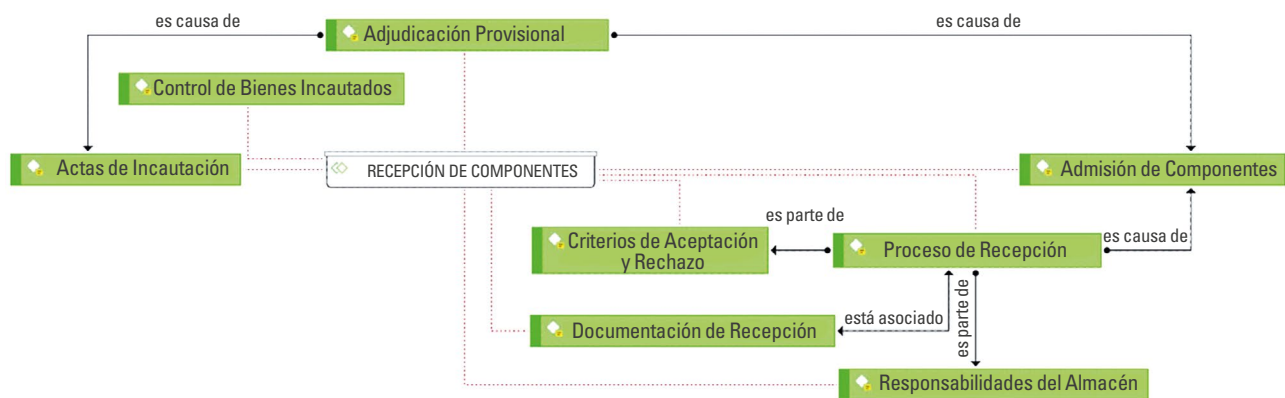 es causa de
es causa de
Adjudicación Provisional
Control de Bienes Incautados
Actas de Incautación
RECEPCIÓN DE COMPONENTES
Admisión de Componentes
es parte de
Criterios de Aceptación
y Rechazo
Proceso de Recepción
es causa de
está asociado
es parte de
Documentación de Recepción
Responsabilidades del Almacén